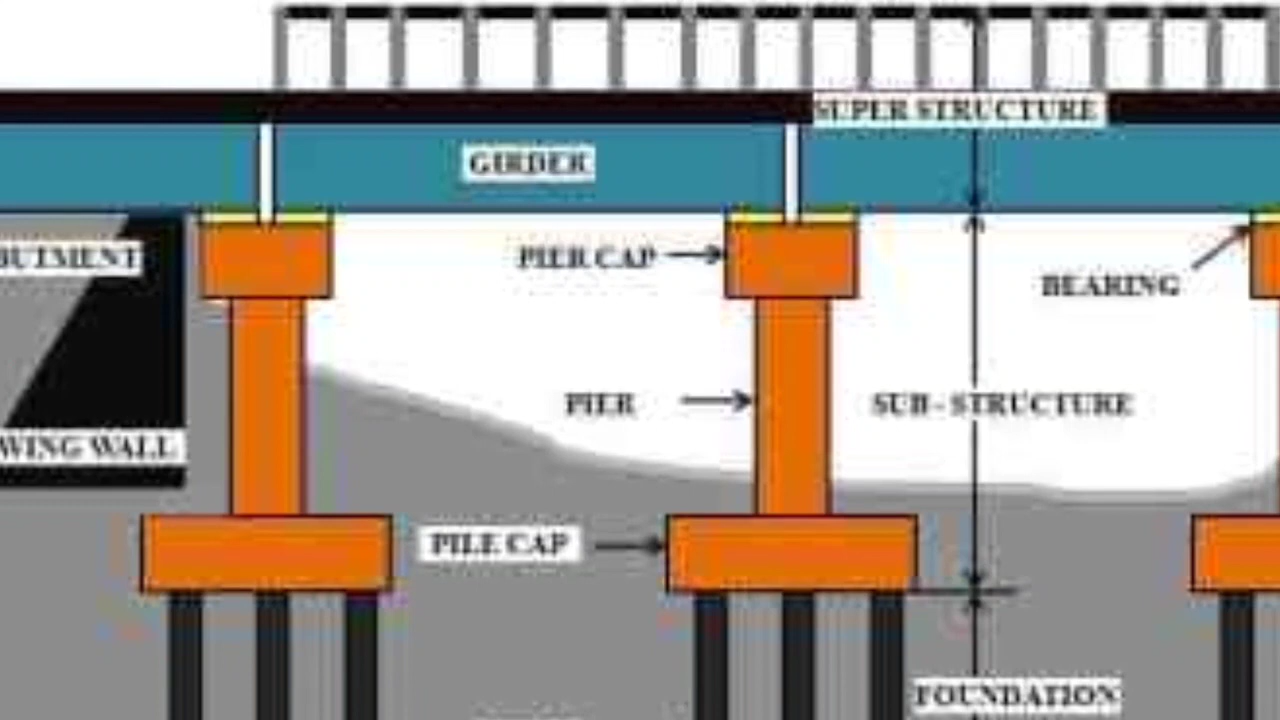 SUPER STRUCTURE
GIRDER
BUTMENT
PIER CAP
BEARING
PIER
SUB - STRUCTURE
WING WALL
PILE CAP
FOUNDATION